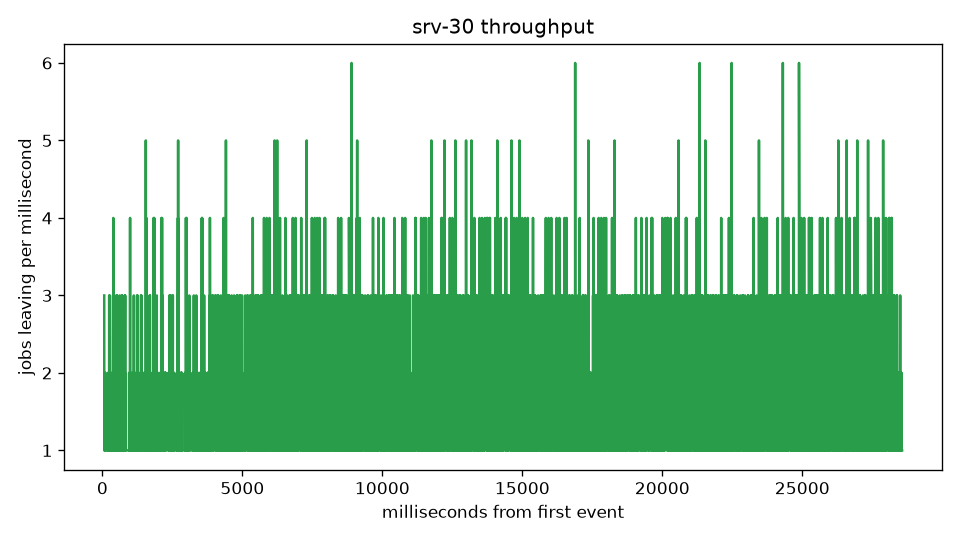 srv-30 throughput
jobs leaving per millisecond
6
5
4
3
2
1
0 5000 10000 15000 20000 25000
milliseconds from first event